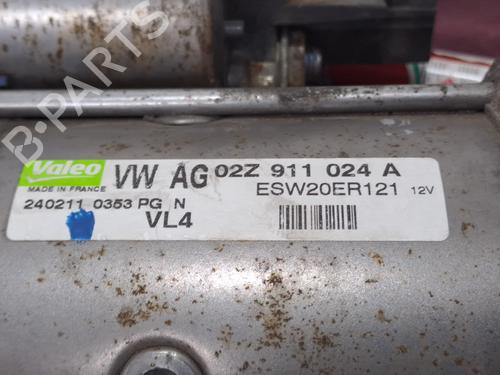 B-PARTS
Valeo
MADE IN FRANCE
VW AG 02Z 911 024 A
ESW20ER121 12V
240211 0353 PG N
VL4